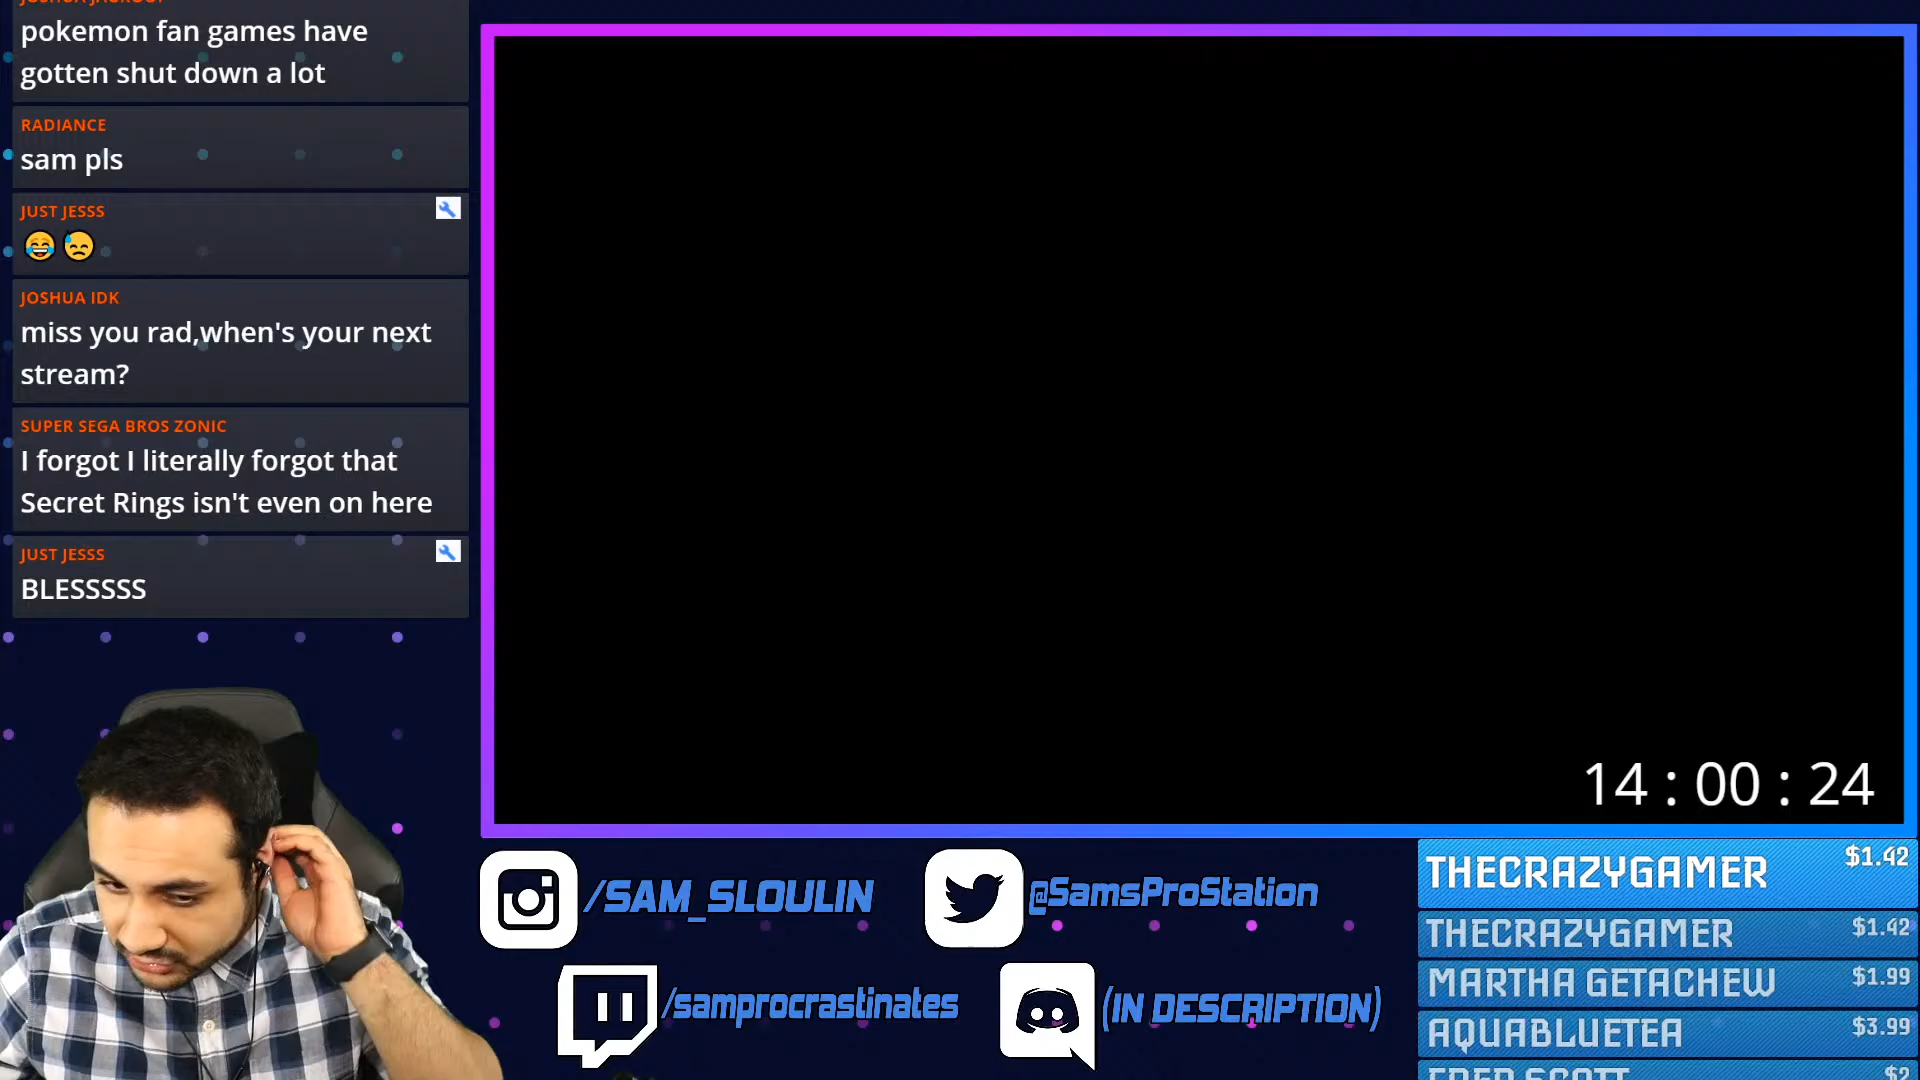 pokemon fan games have
gotten shut down a lot
RADIANCE
sam pls
JUST JESSS
JOSHUA IDK
miss you rad,when's your next
stream?
SUPER SEGA BROS ZONIC
I forgot I literally forgot that
Secret Rings isn't even on here
JUST JESSS
BLESSSSS
14 : 00 : 24
/SAM_SLOULIN
@SamsProStation
/samprocrastinates
(IN DESCRIPTION)
THECRAZYGAMER $1.42
THECRAZYGAMER $1.42
MARTHA GETACHEW $1.99
AQUABLUETEA $3.99
FRED SCOTT $2